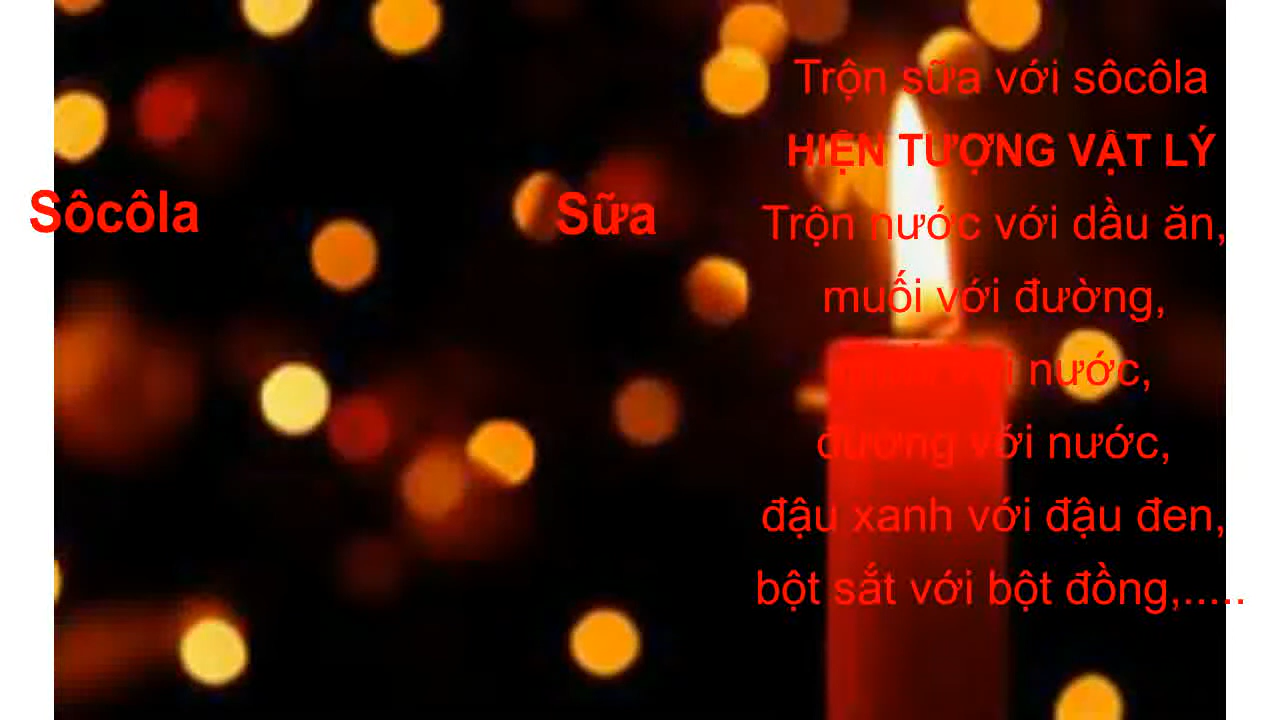 Sôcôla
Sữa
Trộn sữa với sôcôla
HIỆN TƯỢNG VẬT LÝ
Trộn nước với dầu ăn,
muối với đường,
nước,
đường với nước,
đậu xanh với đậu đen,
bột sắt với bột đồng,.....